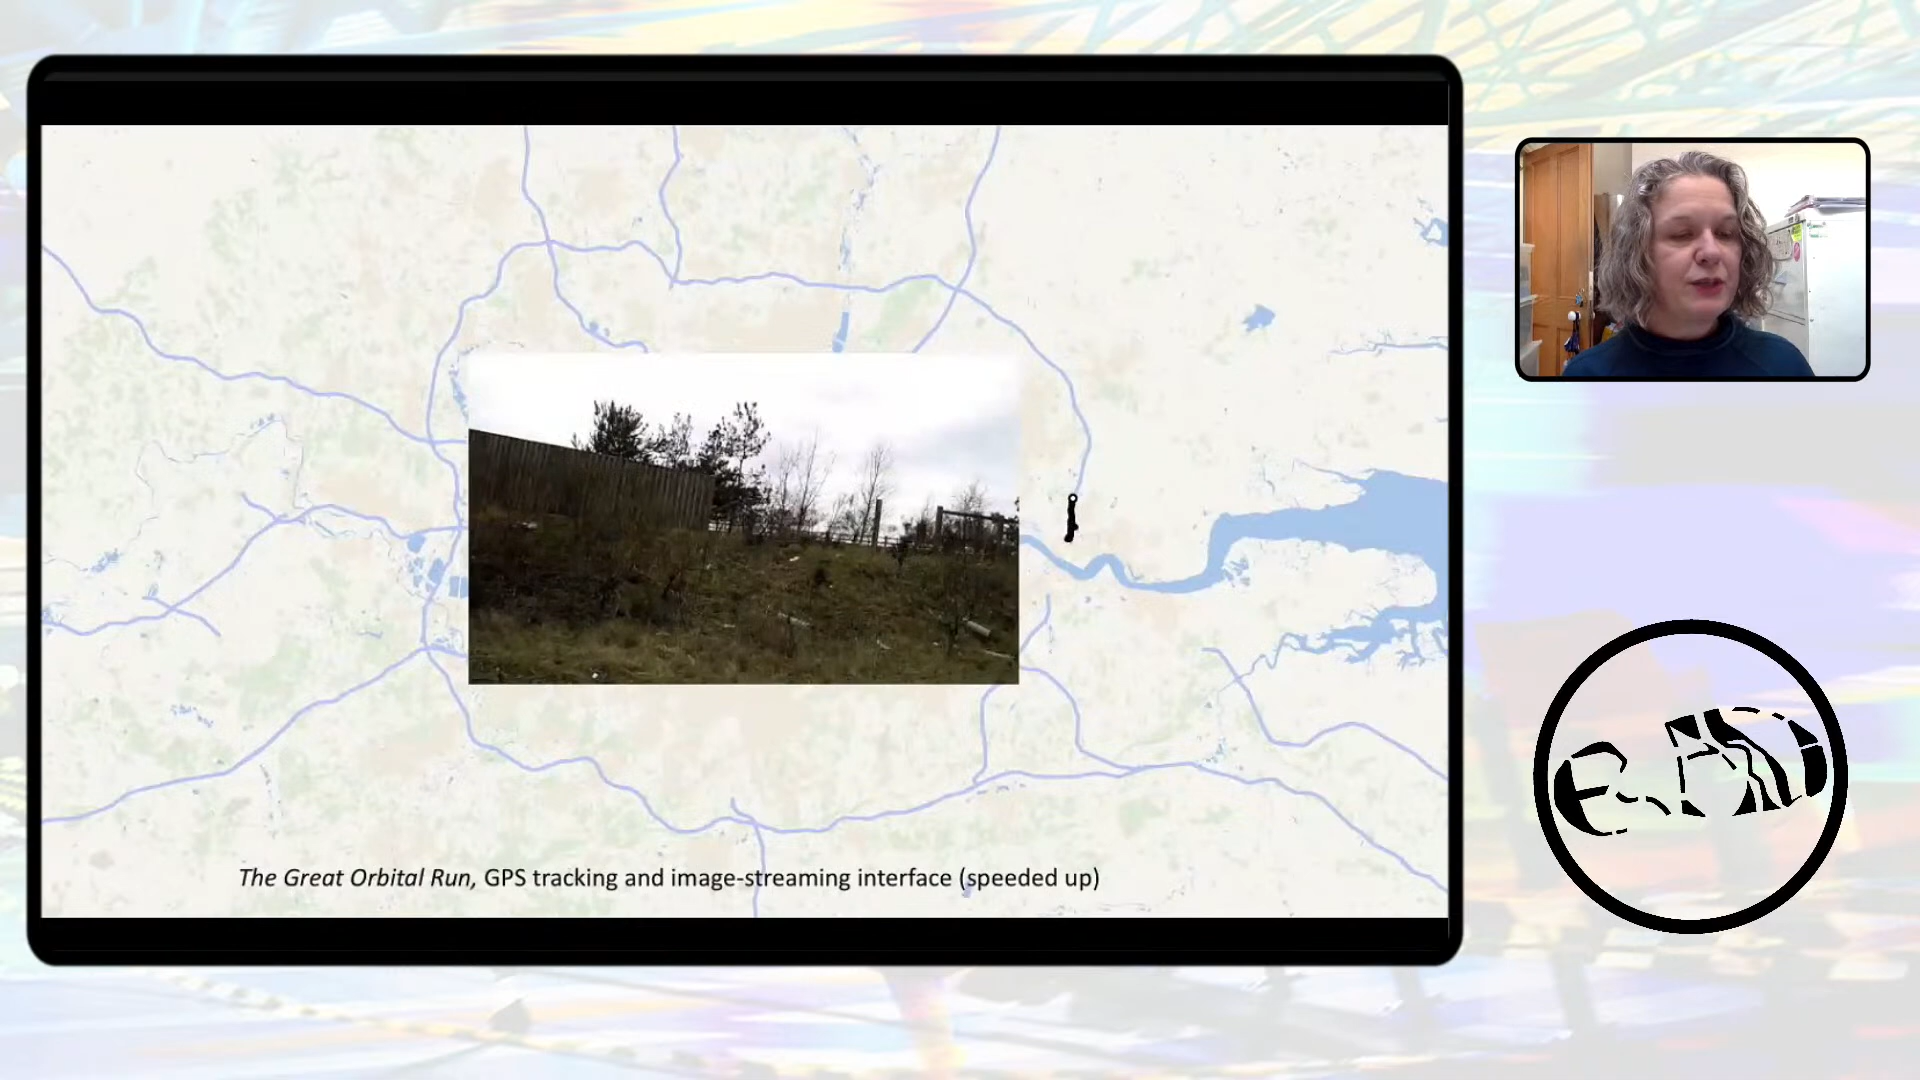 The Great Orbital Run, GPS tracking and image-streaming interface (speeded up)